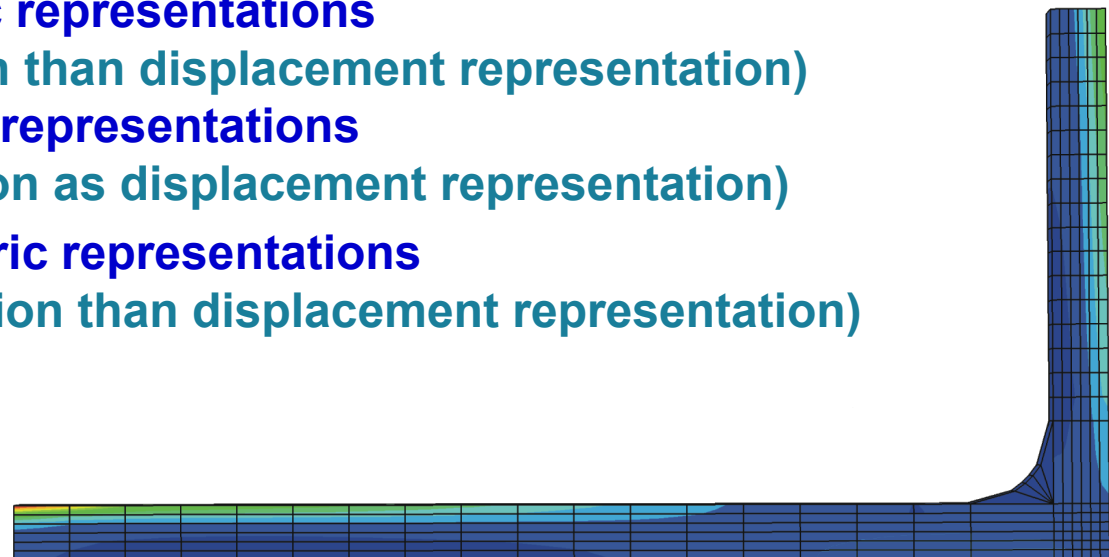 c representations
n than displacement representation)
representations
on as displacement representation)
ric representations
ion than displacement representation)